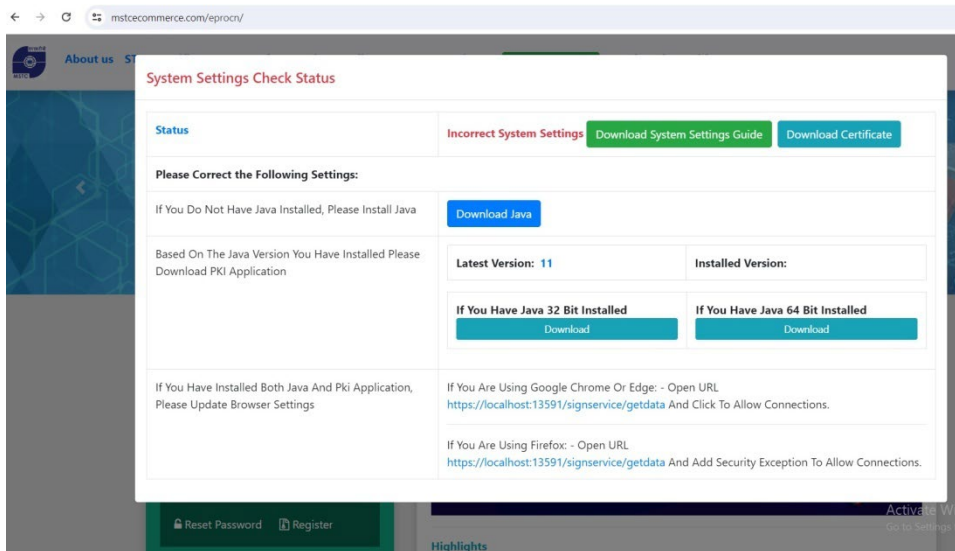 mstcecommerce.com/eprocn/
MSTC
About us
System Settings Check Status
Status
Incorrect System Settings
Download System Settings Guide
Download Certificate
Please Correct the Following Settings:
If You Do Not Have Java Installed, Please Install Java
Download Java
Based On The Java Version You Have Installed Please
Download PKI Application
Latest Version: 11
Installed Version:
If You Have Java 32 Bit Installed
Download
If You Have Java 64 Bit Installed
Download
If You Have Installed Both Java And Pki Application,
Please Update Browser Settings
If You Are Using Google Chrome Or Edge: - Open URL
https://localhost:13591/signservice/getdata And Click To Allow Connections.
If You Are Using Firefox: - Open URL
https://localhost:13591/signservice/getdata And Add Security Exception To Allow Connections.
Reset Password
Register
Highlights
Activate W
Go to Settings